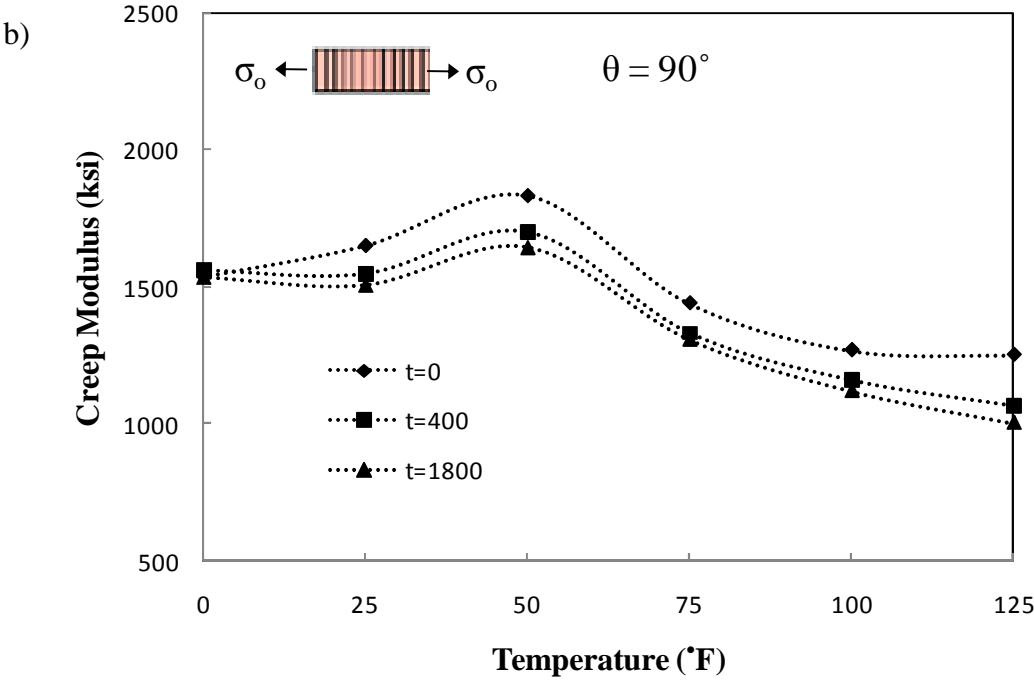 b)
2500
2000
1500
1000
500
Creep Modulus (ksi)
σo
σo
θ = 90°
t=0
t=400
t=1800
0 25 50 75 100 125
Temperature (˚F)